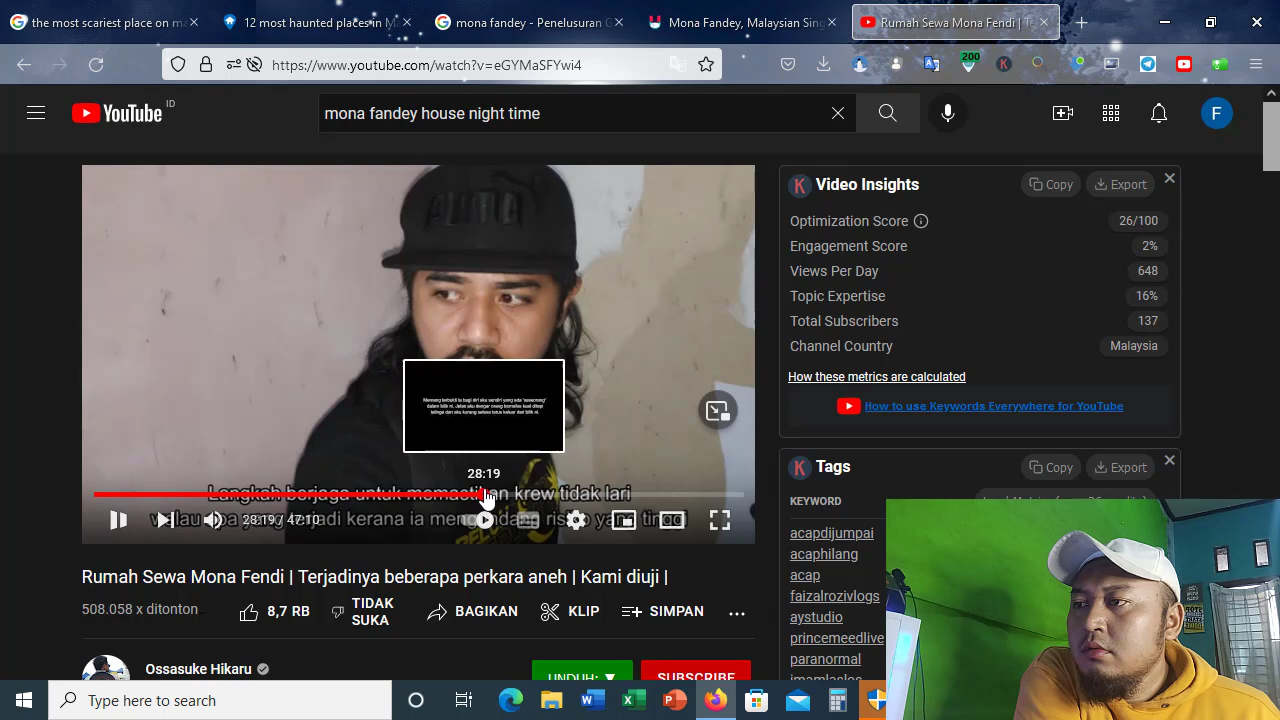 the scariest place on ma
12 most haunted places in M
mona fandey - Penelusuran G
Mona Fandey, Malaysian Sing
Rumah Sewa Mona Fendi | Te
https://www.youtube.com/watch?v=eGYMaSFYwi4
200
YouTube ID
mona fandey house night time
F
Video Insights
Copy
Export
Optimization Score
26/100
Engagement Score
2%
Views Per Day
648
Topic Expertise
16%
Total Subscribers
137
Channel Country
Malaysia
How these metrics are calculated
How to use Keywords Everywhere for YouTube
Tags
Copy
Export
KEYWORD
acapdijumpai
acaphilang
acap
faizalrozivlogs
aystudio
princemeedlive
paranormal
PUMA
28:19
Langkah berjaga untuk memastikan krew tidak lari
28:19 / 47:10
Rumah Sewa Mona Fendi | Terjadinya beberapa perkara aneh | Kami diuji |
508.058 x ditonton
8,7 RB
TIDAK SUKA
BAGIKAN
KLIP
SIMPAN
Ossasuke Hikaru
UNDUH: ▼
SUBSCRIBE
Type here to search